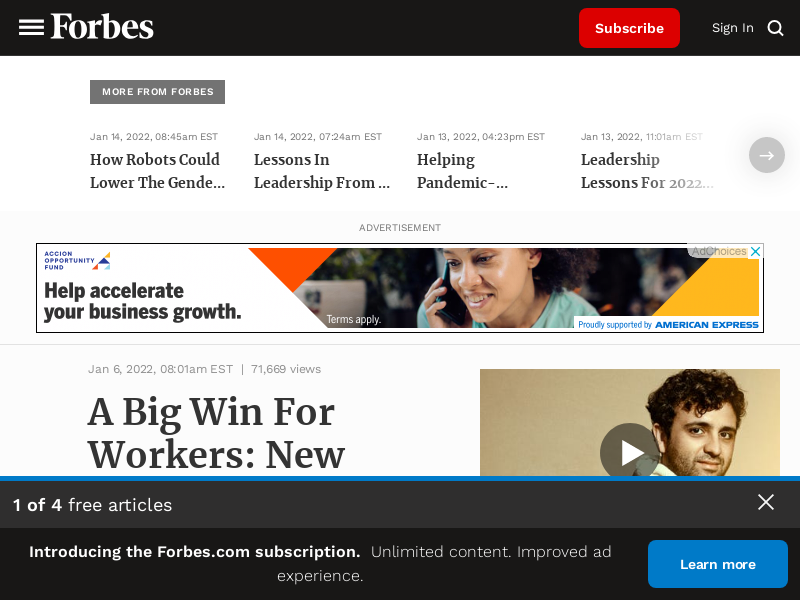 Forbes
Subscribe
Sign In
MORE FROM FORBES
Jan 14, 2022, 08:45am EST
How Robots Could
Lower The Gende...
Jan 14, 2022, 07:24am EST
Lessons In
Leadership From ...
Jan 13, 2022, 04:23pm EST
Helping
Pandemic-...
Jan 13, 2022, 11:01am EST
Leadership
Lessons For 2022...
ADVERTISEMENT
ACCION
OPPORTUNITY
FUND
Help accelerate
your business growth.
Terms apply.
AdChoices
Proudly supported by AMERICAN EXPRESS
Jan 6, 2022, 08:01am EST | 71,669 views
A Big Win For
Workers: New
1 of 4 free articles
Introducing the Forbes.com subscription. Unlimited content. Improved ad
experience.
Learn more